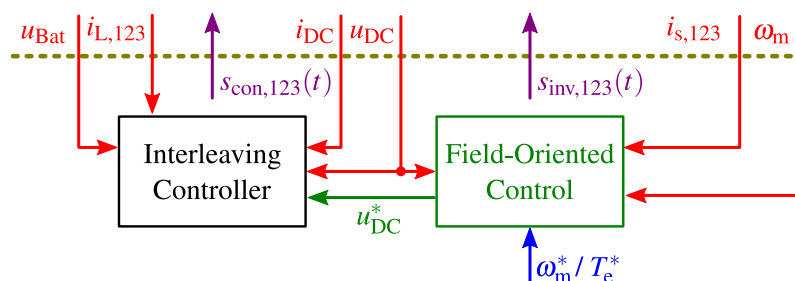 u_Bat i_L,123 i_DC u_DC i_s,123 ω_m
s_con,123(t) s_inv,123(t)
Interleaving Field-Oriented
Controller Control
u*_DC
ω*_m / T*_e